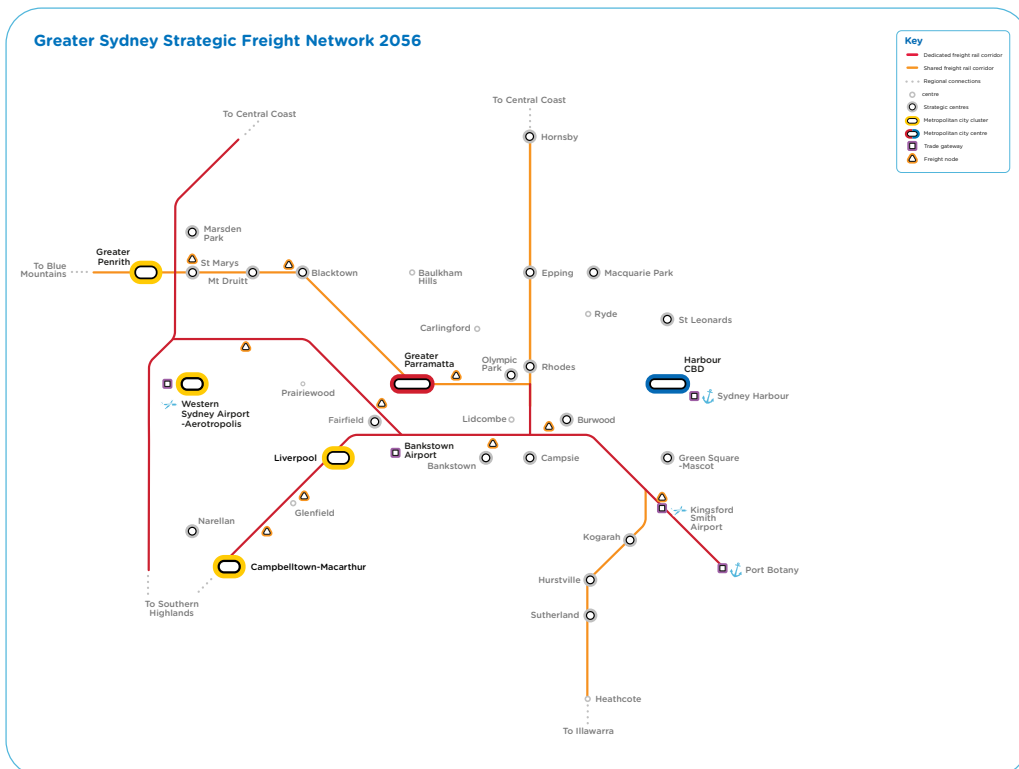 Greater Sydney Strategic Freight Network 2056
Key
Dedicated freight rail corridor
Shared freight rail corridor
Regional connections
centre
Strategic centres
Metropolitan city cluster
Metropolitan city centre
Trade gateway
Freight node
To Central Coast
To Central Coast
Hornsby
Marsden
Park
Greater
Penrith
To Blue
Mountains
St Marys
Mt Druitt
Blacktown
Baulkham
Hills
Epping
Macquarie Park
Ryde
St Leonards
Carlingford
Greater
Parramatta
Olympic
Park
Rhodes
Harbour
CBD
Sydney Harbour
Western
Sydney Airport
-Aerotropolis
Prairiewood
Fairfield
Lidcombe
Burwood
Liverpool
Bankstown
Airport
Bankstown
Campsie
Green Square
-Mascot
Glenfield
Narellan
Kingsford
Smith
Airport
Kogarah
Campbelltown-Macarthur
Hurstville
Port Botany
To Southern
Highlands
Sutherland
Heathcote
To Illawarra